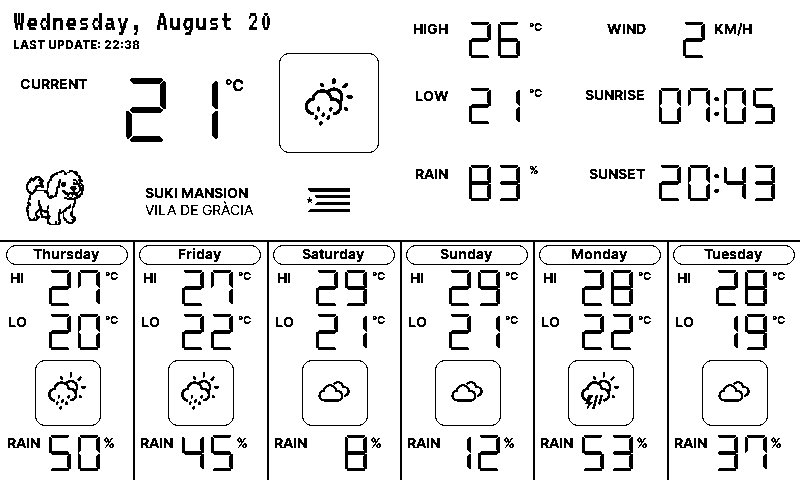 Wednesday, August 20
LAST UPDATE: 22:38
CURRENT 21 °C
SUKI MANSION
VILA DE GRÀCIA
HIGH 26 °C
WIND 2 KM/H
LOW 21 °C
SUNRISE 07:05
RAIN 83 %
SUNSET 20:43
Thursday
HI 27 °C
LO 20 °C
RAIN 50 %
Friday
HI 27 °C
LO 22 °C
RAIN 45 %
Saturday
HI 29 °C
LO 21 °C
RAIN 8 %
Sunday
HI 29 °C
LO 21 °C
RAIN 12 %
Monday
HI 28 °C
LO 22 °C
RAIN 53 %
Tuesday
HI 28 °C
LO 19 °C
RAIN 37 %